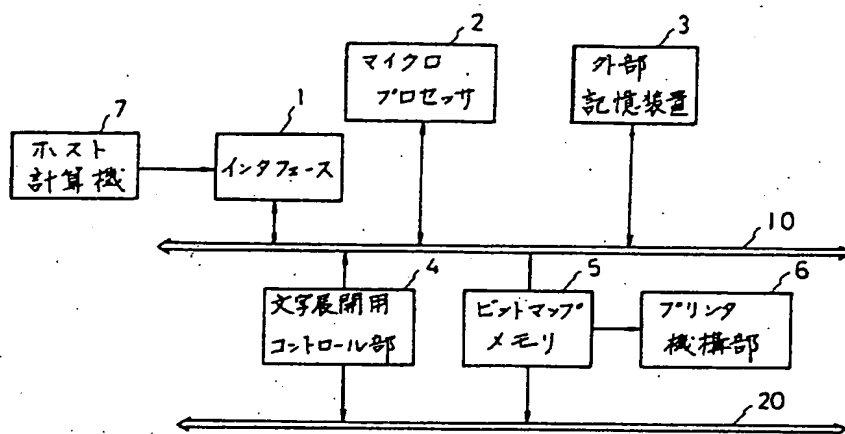 2
3
マイクロ
プロセッサ
外部
記憶装置
7
1
ホスト
計算機
インタフェース
10
4
5
6
文字展開用
コントロール部
ビットマップ
メモリ
プリンタ
機構部
20